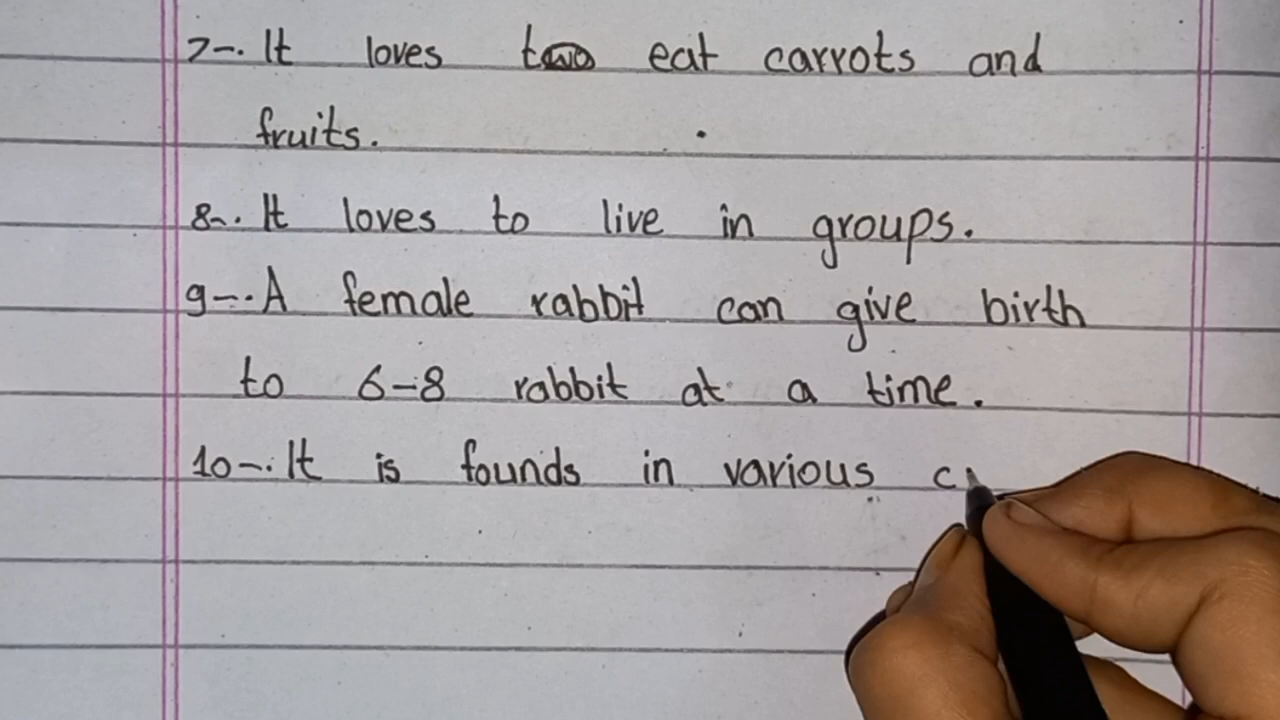 7-. It loves to eat carrots and
fruits.
8-. It loves to live in groups.
9-. A female rabbit can give birth
to 6-8 rabbit at a time.
10-. It is founds in various c